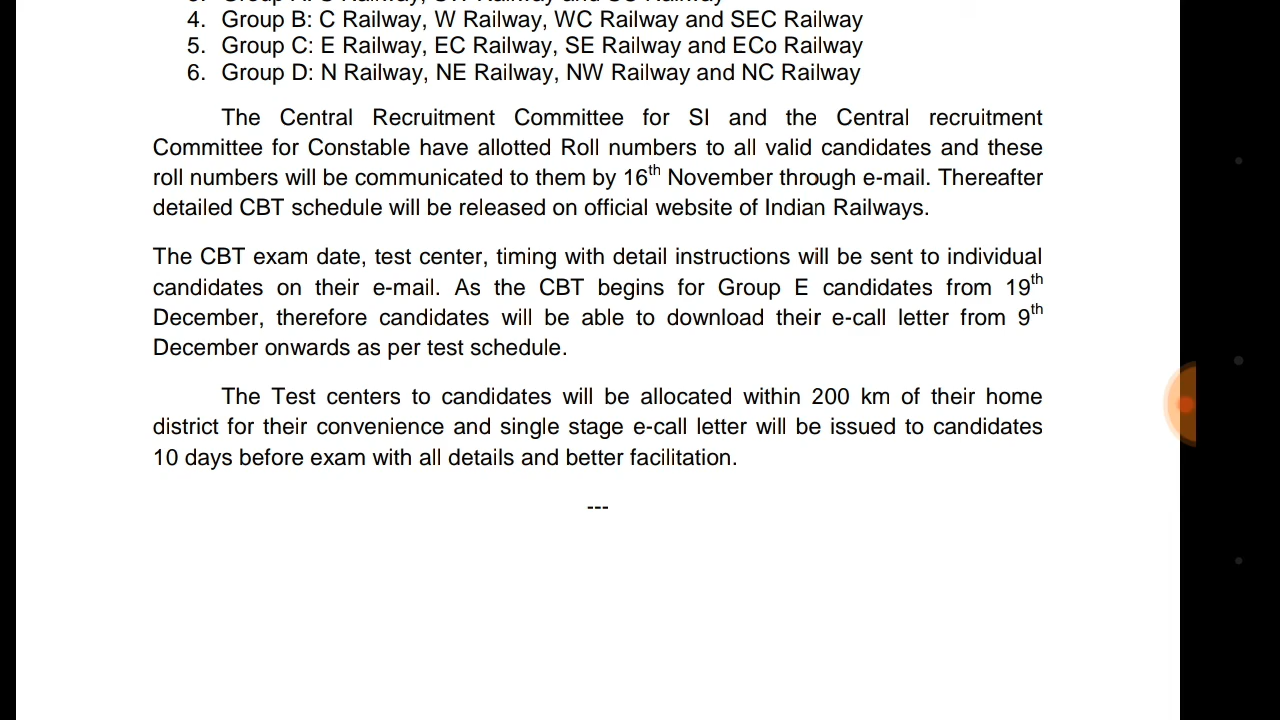 4. Group B: C Railway, W Railway, WC Railway and SEC Railway
5. Group C: E Railway, EC Railway, SE Railway and ECo Railway
6. Group D: N Railway, NE Railway, NW Railway and NC Railway
The Central Recruitment Committee for SI and the Central recruitment
Committee for Constable have allotted Roll numbers to all valid candidates and these
roll numbers will be communicated to them by 16th November through e-mail. Thereafter
detailed CBT schedule will be released on official website of Indian Railways.
The CBT exam date, test center, timing with detail instructions will be sent to individual
candidates on their e-mail. As the CBT begins for Group E candidates from 19th
December, therefore candidates will be able to download their e-call letter from 9th
December onwards as per test schedule.
The Test centers to candidates will be allocated within 200 km of their home
district for their convenience and single stage e-call letter will be issued to candidates
10 days before exam with all details and better facilitation.
---